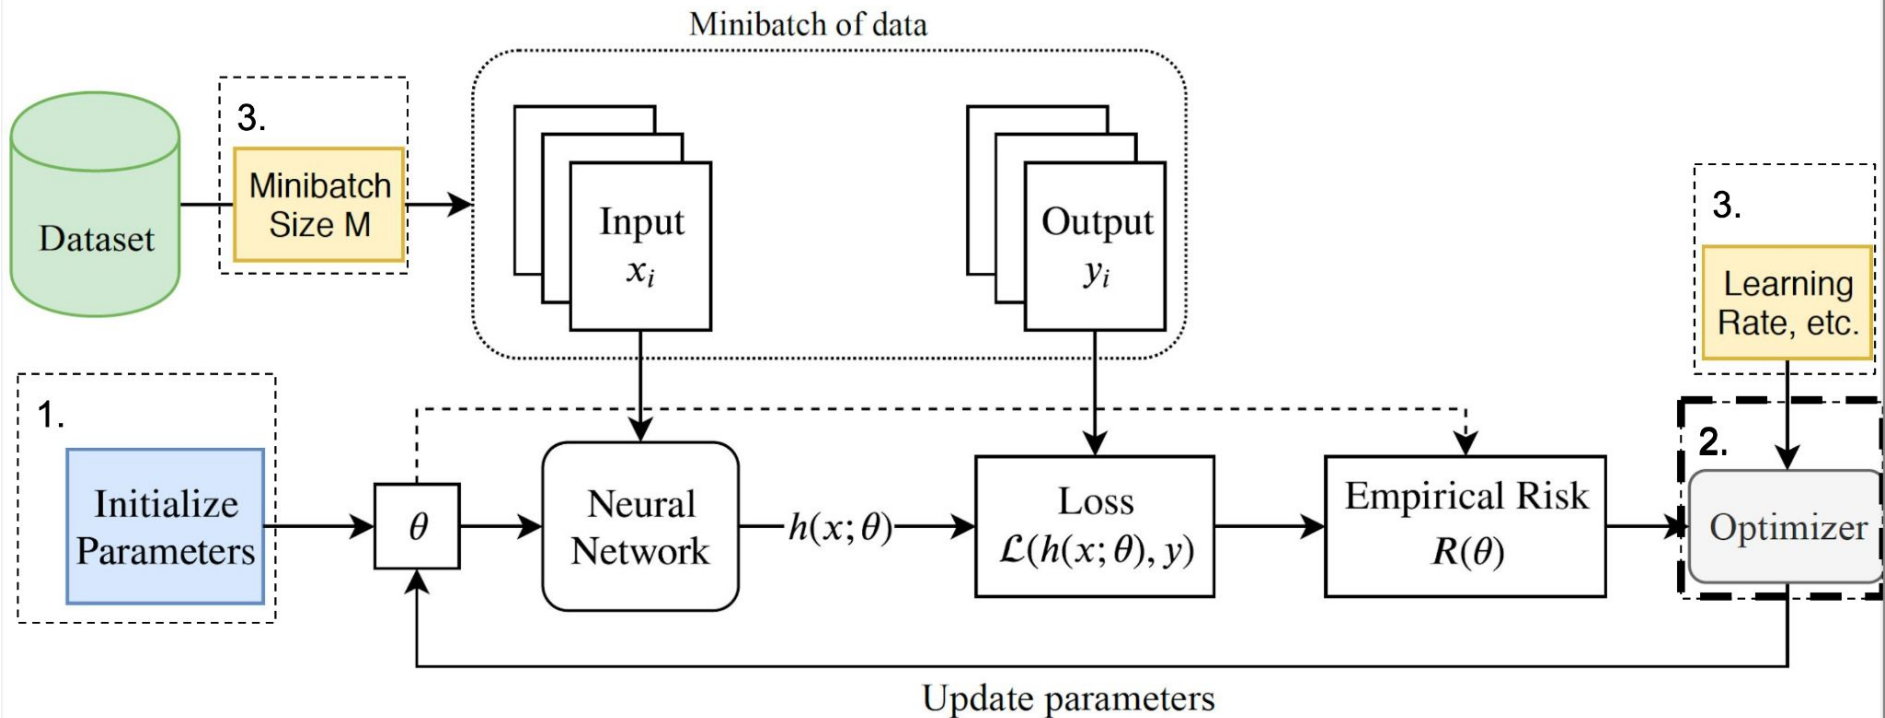 Minibatch of data
3.
Minibatch
Size M
Dataset
Input
xᵢ
Output
yᵢ
3.
Learning
Rate, etc.
1.
Initialize
Parameters
θ
Neural
Network
h(x; θ)
Loss
ℒ(h(x; θ), y)
Empirical Risk
R(θ)
2.
Optimizer
Update parameters